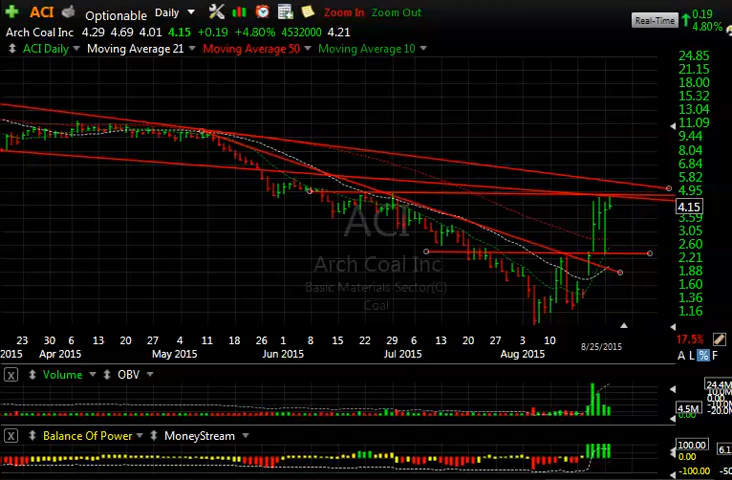 ACI Optionable Daily Zoom In Zoom Out Real-Time 0.19
4.80%
Arch Coal Inc 4.29 4.69 4.01 4.15 +0.19 +4.80% 4532000 4.21
ACI Daily Moving Average 21 Moving Average 50 Moving Average 10
24.85
21.15
18.00
15.32
13.04
11.09
9.44
8.04
6.84
5.82
4.95
4.15
3.59
3.05
2.60
2.21
1.88
1.60
1.36
1.16
ACI
Arch Coal Inc
Basic Materials Sector(C)
Coal
23 30 6 13 20 27 4 11 18 26 1 8 15 22 29 6 13 20 27 3 10
2015 Apr 2015 May 2015 Jun 2015 Jul 2015 Aug 2015 8/25/2015
17.5%
A L % F
X Volume OBV
24.4M
0.00
4.5M
-20.0M
X Balance Of Power MoneyStream
100.00
0.00
-100.00
6.1
-50